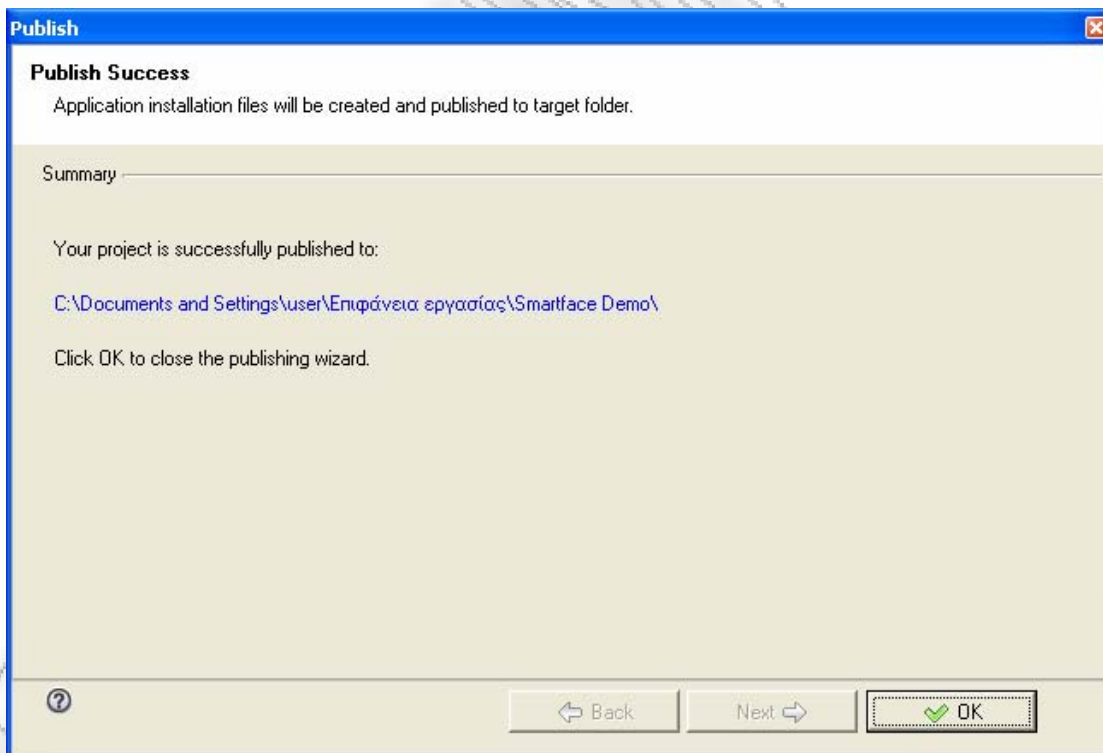 Publish
Publish Success
Application installation files will be created and published to target folder.
Summary
Your project is successfully published to:
C:\Documents and Settings\user\Επιφάνεια εργασίας\Smartface Demo\
Click OK to close the publishing wizard.
Back Next OK